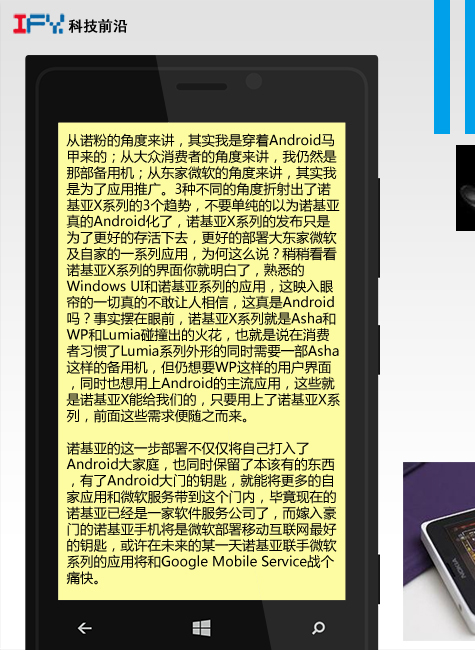 IFY.科技前沿
从诺粉的角度来讲，其实我是穿着Android马
甲来的；从大众消费者的角度来讲，我仍然是
那部备用机；从东家微软的角度来讲，其实我
是为了应用推广。3种不同的角度折射出了诺
基亚X系列的3个趋势，不要单纯的以为诺基亚
真的Android化了，诺基亚X系列的发布只是
为了更好的存活下去，更好的部署大东家微软
及自家的一系列应用，为何这么说？稍稍看看
诺基亚X系列的界面你就明白了，熟悉的
Windows UI和诺基亚系列的应用，这映入眼
帘的一切真的不敢让人相信，这真是Android
吗？事实摆在眼前，诺基亚X系列就是Asha和
WP和Lumia碰撞出的火花，也就是说在消费
者习惯了Lumia系列外形的同时需要一部Asha
这样的备用机，但仍想要WP这样的用户界面
，同时也想用上Android的主流应用，这些就
是诺基亚X能给我们的，只要用上了诺基亚X系
列，前面这些需求便随之而来。
诺基亚的这一步部署不仅仅将自己打入了
Android大家庭，也同时保留了本该有的东西
，有了Android大门的钥匙，就能将更多的自
家应用和微软服务带到这个门内，毕竟现在的
诺基亚已经是一家软件服务公司了，而嫁入豪
门的诺基亚手机将是微软部署移动互联网最好
的钥匙，或许在未来的某一天诺基亚联手微软
系列的应用将和Google Mobile Service战个
痛快。
NOKIA